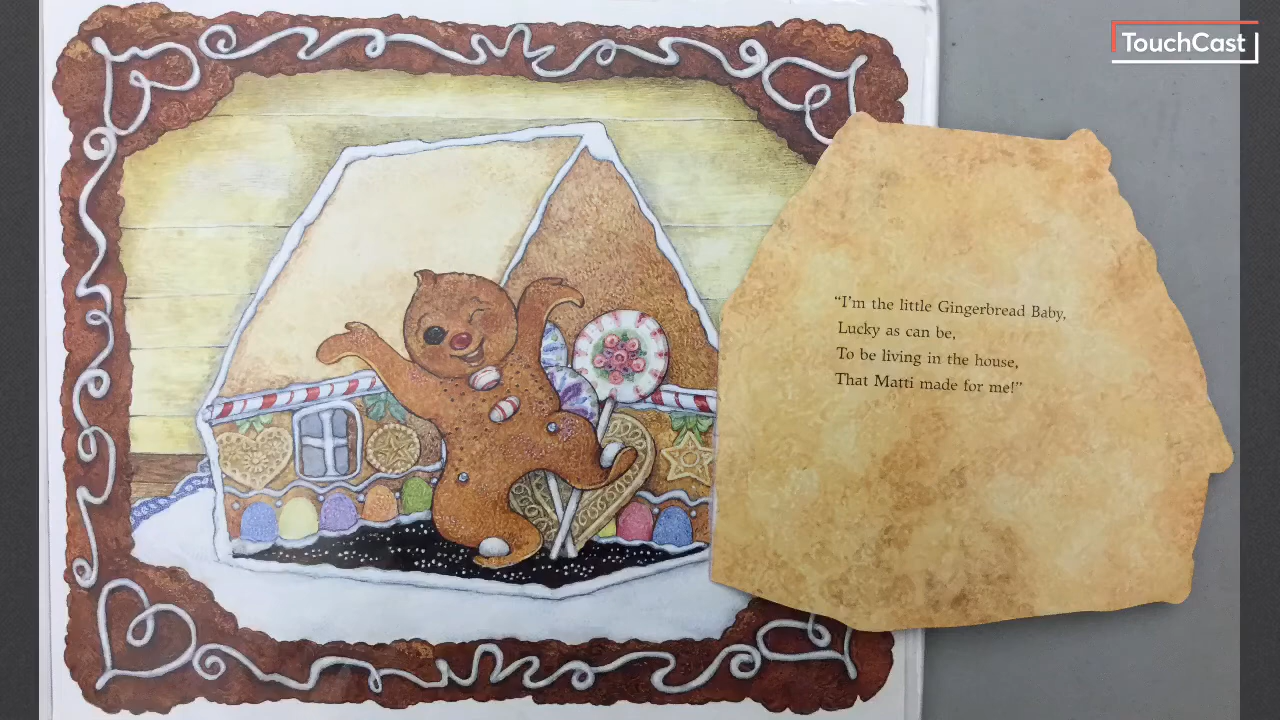 TouchCast
“I’m the little Gingerbread Baby,
Lucky as can be,
To be living in the house,
That Matti made for me!”